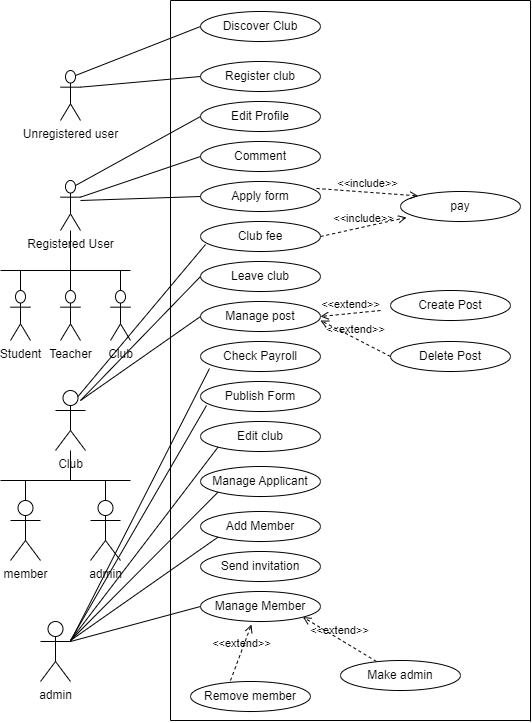 Discover Club
Register club
Unregistered user
Edit Profile
Comment
Apply form
<<include>>
pay
Registered User
Club fee
<<include>>
Leave club
Manage post
<<extend>>
Create Post
<<extend>>
Delete Post
Student
Teacher
Club
Check Payroll
Publish Form
Edit club
Club
Manage Applicant
Add Member
member
admin
Send invitation
Manage Member
<<extend>>
<<extend>>
admin
Remove member
Make admin